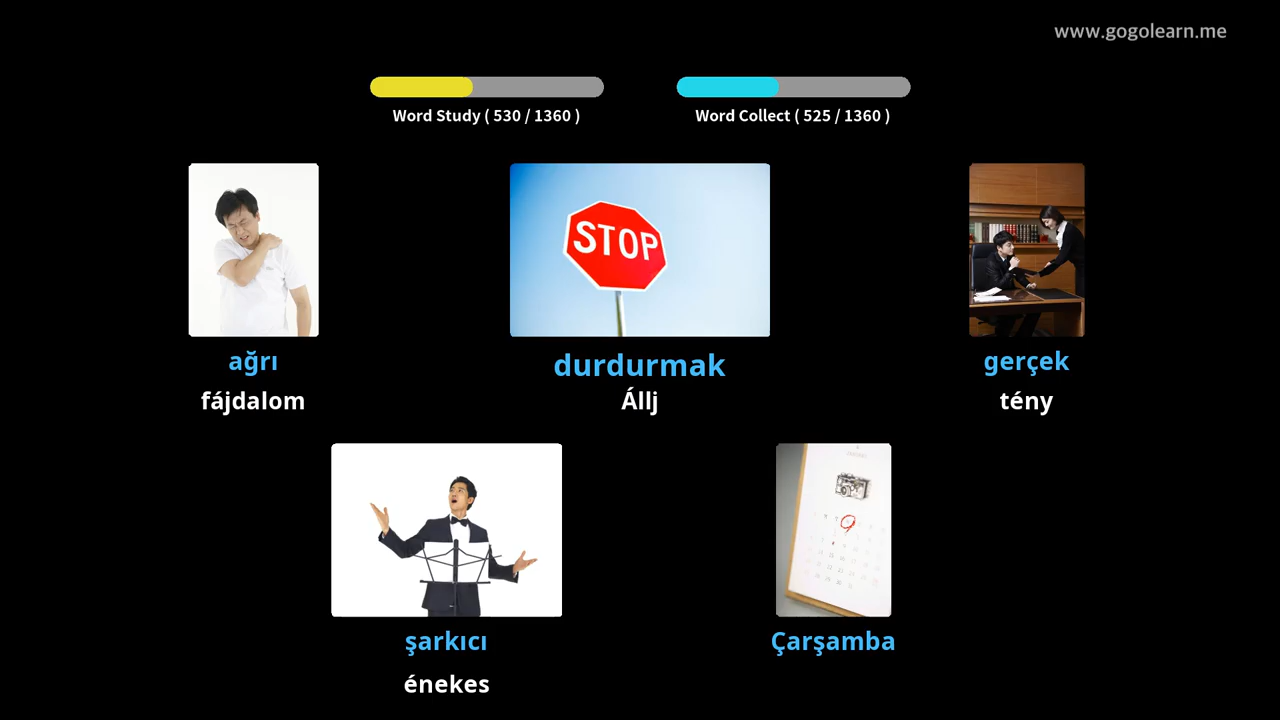 www.gogolearn.me
Word Study ( 530 / 1360 )
Word Collect ( 525 / 1360 )
STOP
ağrı
fájdalom
durdurmak
Állj
gerçek
tény
şarkıcı
énekes
Çarşamba